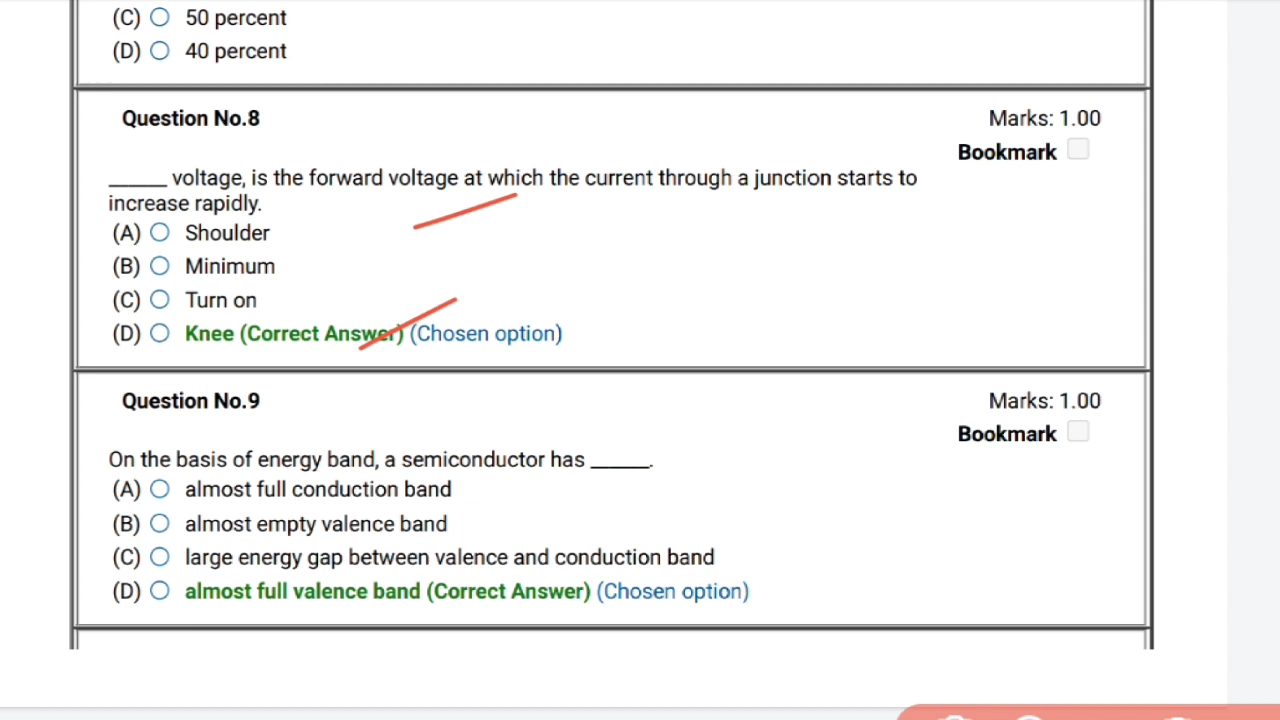 (C) 50 percent
(D) 40 percent
Question No.8 Marks: 1.00
Bookmark
______ voltage, is the forward voltage at which the current through a junction starts to
increase rapidly.
(A) Shoulder
(B) Minimum
(C) Turn on
(D) Knee (Correct Answer) (Chosen option)
Question No.9 Marks: 1.00
Bookmark
On the basis of energy band, a semiconductor has ______.
(A) almost full conduction band
(B) almost empty valence band
(C) large energy gap between valence and conduction band
(D) almost full valence band (Correct Answer) (Chosen option)